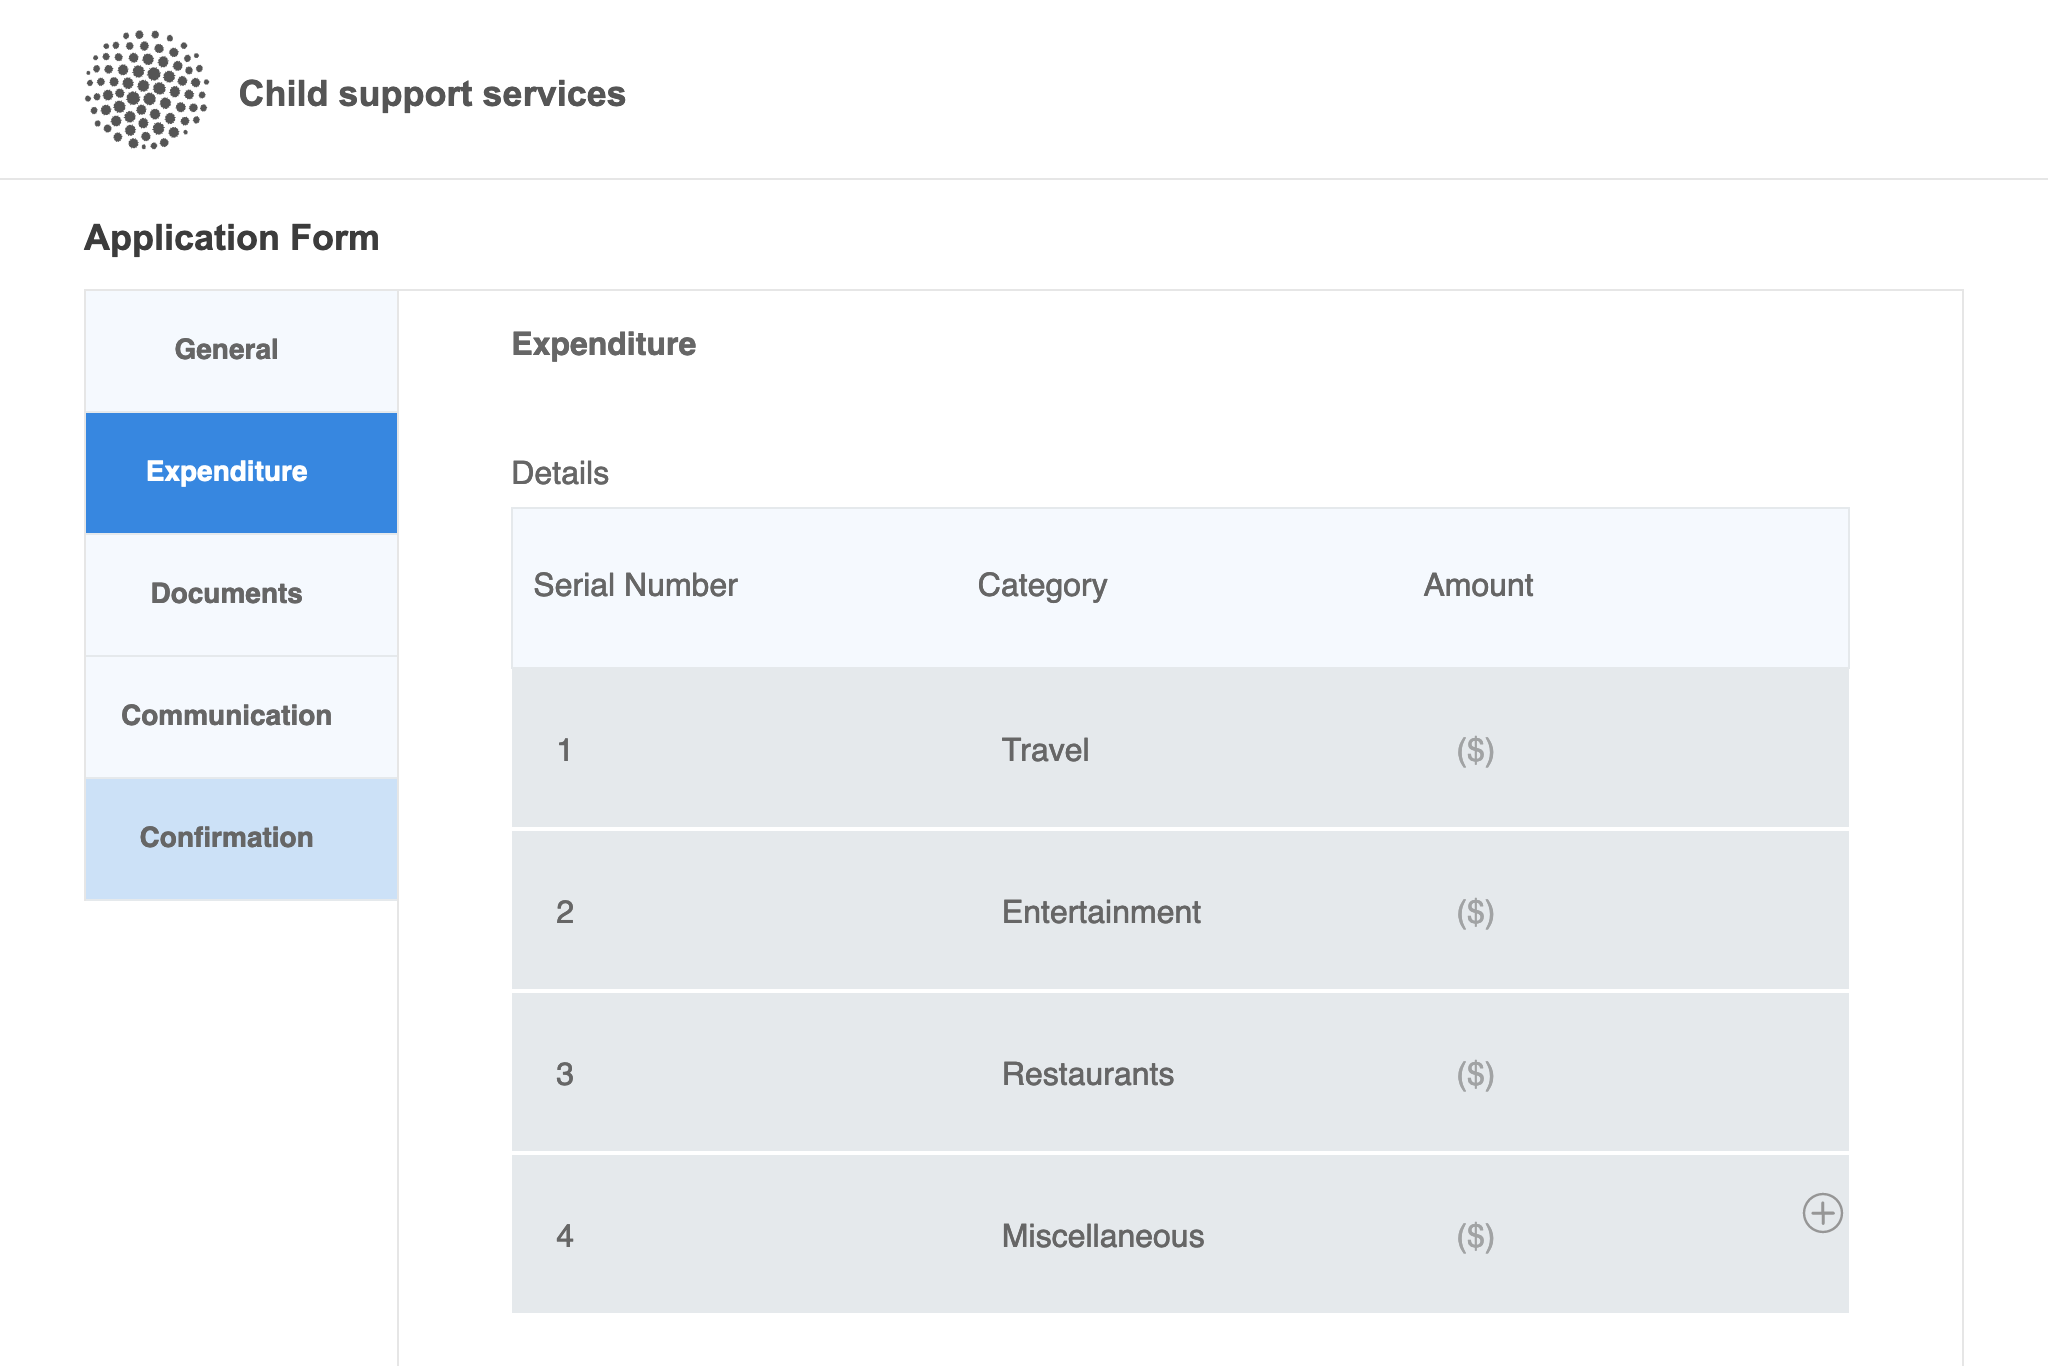 Child support services
Application Form
General
Expenditure
Documents
Communication
Confirmation
Expenditure
Details
Serial Number Category Amount
1 Travel ($)
2 Entertainment ($)
3 Restaurants ($)
4 Miscellaneous ($)